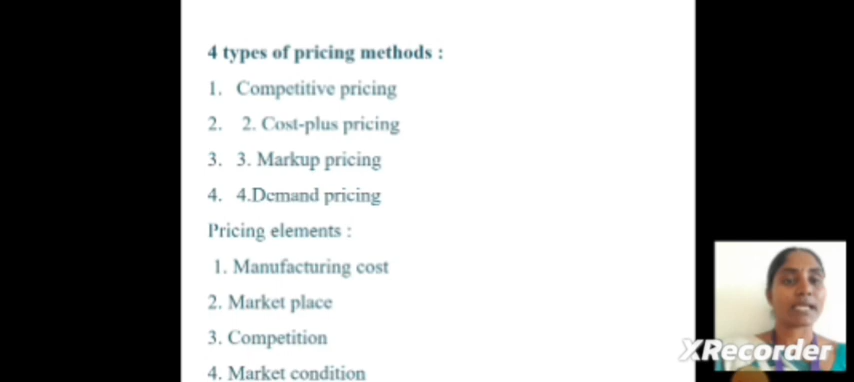 4 types of pricing methods :
1. Competitive pricing
2. 2. Cost-plus pricing
3. 3. Markup pricing
4. 4.Demand pricing
Pricing elements :
1. Manufacturing cost
2. Market place
3. Competition
4. Market condition
XRecorder